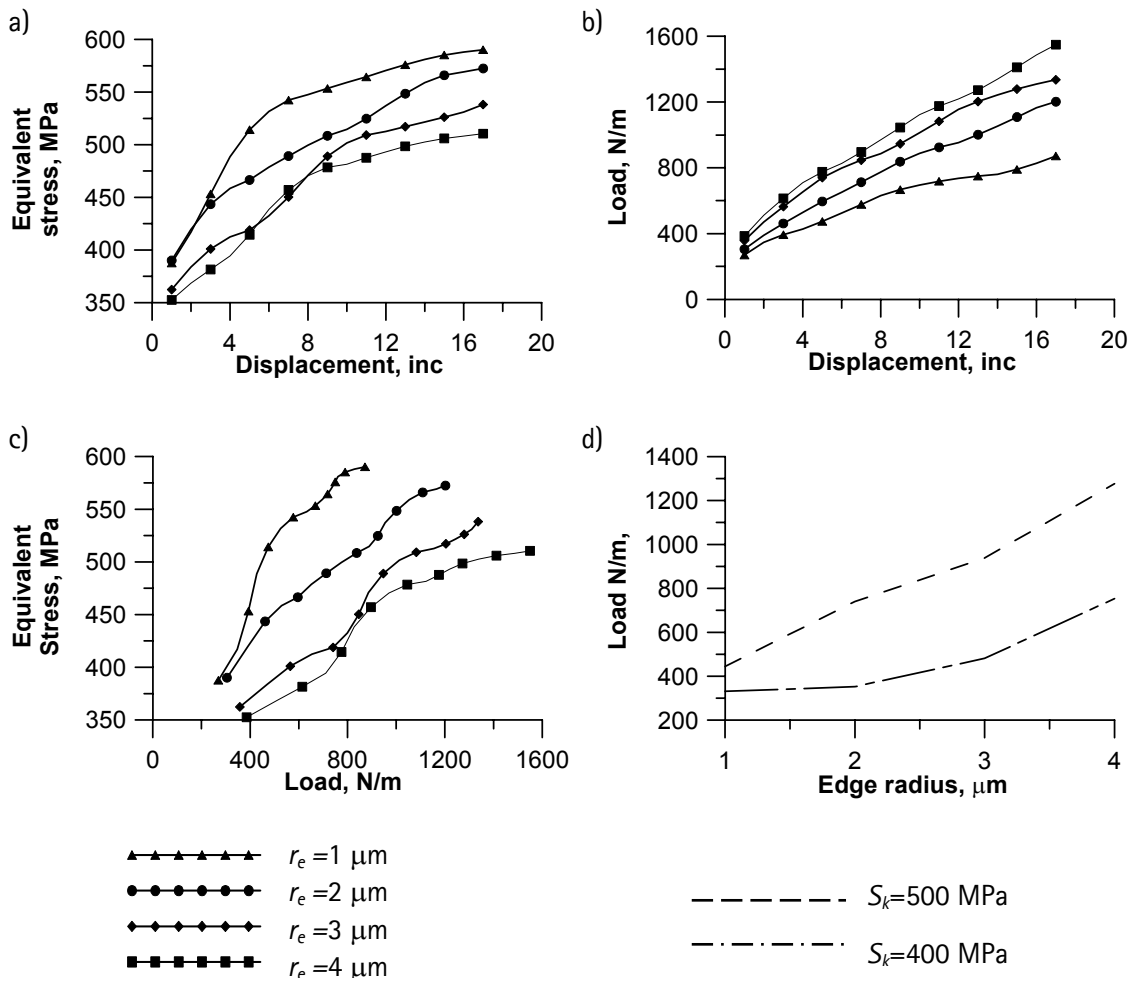 a)
600
550
500
450
400
350
Equivalent
stress, MPa
0 4 8 12 16 20
Displacement, inc
b)
1600
1200
800
400
0
Load, N/m
0 4 8 12 16 20
Displacement, inc
c)
600
550
500
450
400
350
Equivalent
Stress, MPa
0 400 800 1200 1600
Load, N/m
d)
1400
1200
1000
800
600
400
200
Load N/m,
1 2 3 4
Edge radius, μm
re =1 μm
re =2 μm
re =3 μm
re =4 μm
Sk=500 MPa
Sk=400 MPa